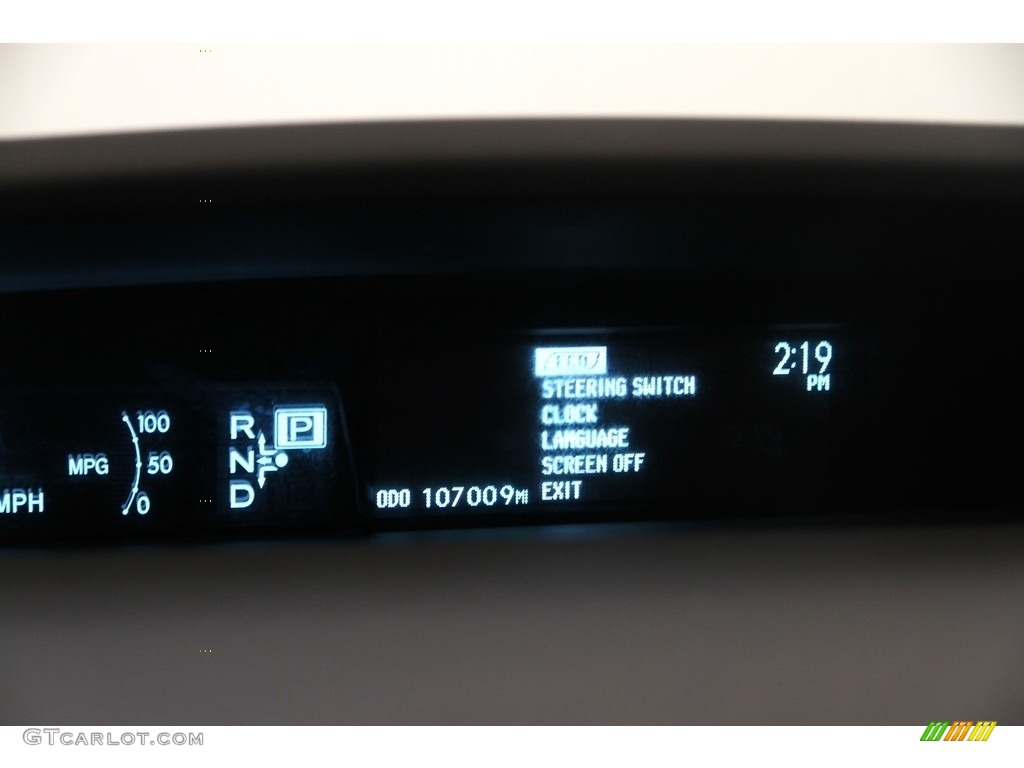 ECO
2:19
PM
STEERING SWITCH
CLOCK
LANGUAGE
SCREEN OFF
EXIT
ODO 107009MI
R P
N
D
100
MPG 50
0
MPH
GTCARLOT.COM